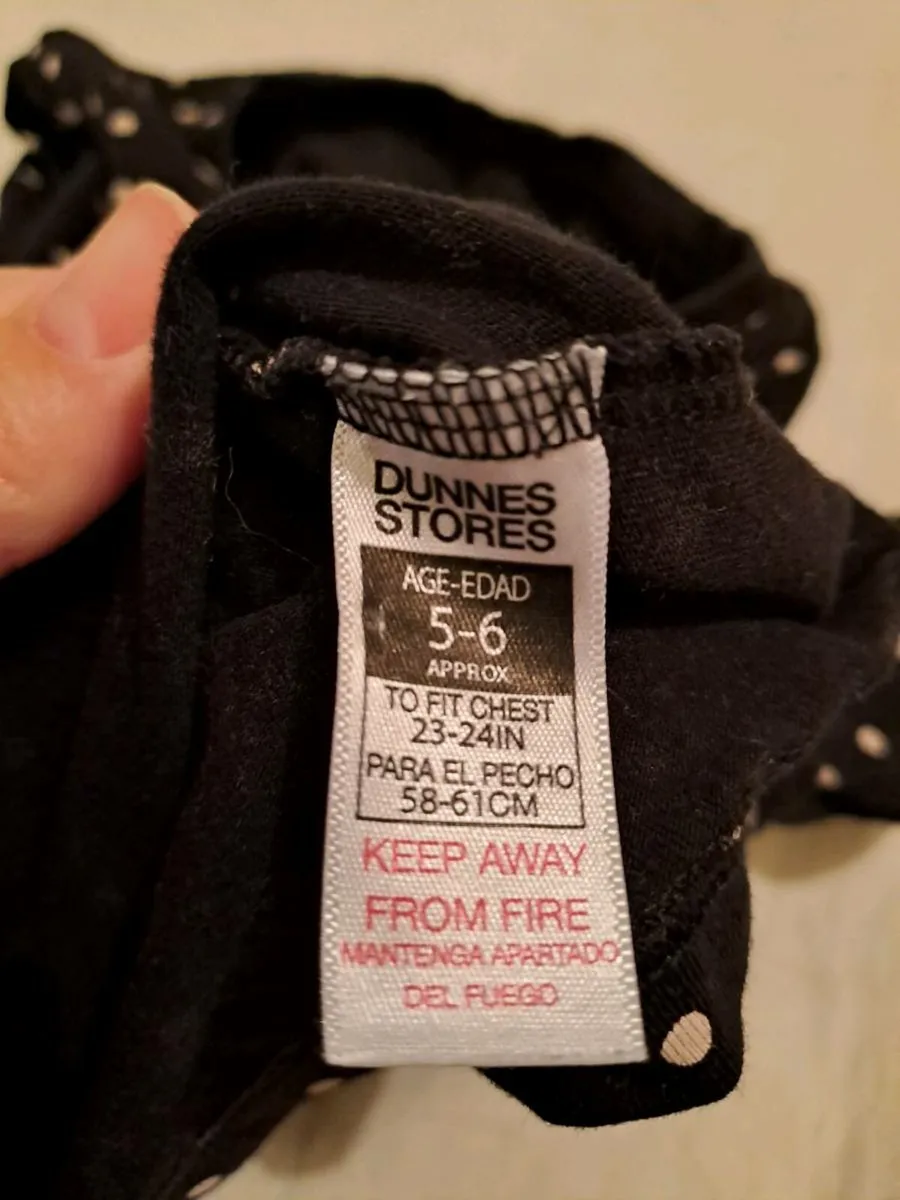 DUNNES
STORES
AGE-EDAD
5-6
APPROX
TO FIT CHEST
23-24IN
PARA EL PECHO
58-61CM
KEEP AWAY
FROM FIRE
MANTENGA APARTADO
DEL FUEGO